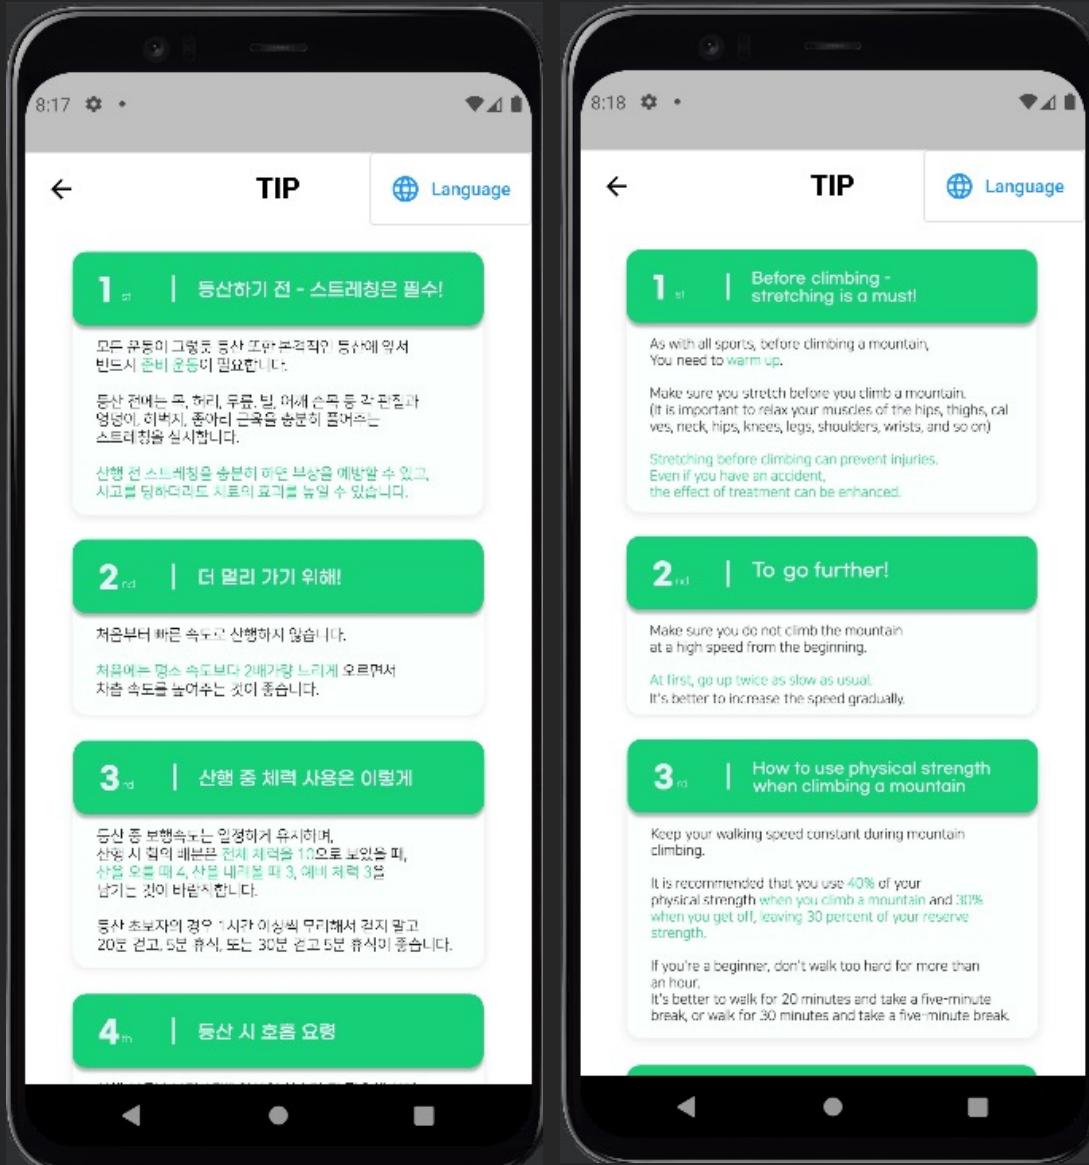 8:17
TIP
Language
1 st
등산하기 전 - 스트레칭은 필수!
모든 운동이 그렇듯 등산 또한 본격적인 등산에 앞서
반드시 준비 운동이 필요합니다.
등산 전에는 목, 허리, 무릎, 발, 어깨 손목 등 각 관절과
엉덩이, 허벅지, 종아리 근육을 충분히 풀어주는
스트레칭을 실시합니다.
산행 전 스트레칭을 충분히 하면 부상을 예방할 수 있고,
사고를 당하더라도 치료의 효과를 높일 수 있습니다.
2 nd
더 멀리 가기 위해!
처음부터 빠른 속도로 산행하지 않습니다.
처음에는 평소 속도보다 2배가량 느리게 오르면서
차츰 속도를 높여주는 것이 좋습니다.
3 rd
산행 중 체력 사용은 이렇게
등산 중 보행속도는 일정하게 유지하며,
산행 시 힘의 배분은 전체 체력을 10으로 보았을 때,
산을 오를 때 4, 산을 내려올 때 3, 예비 체력 3을
남기는 것이 바람직합니다.
등산 초보자의 경우 1시간 이상씩 무리해서 걷지 말고
20분 걷고, 5분 휴식, 또는 30분 걷고 5분 휴식이 좋습니다.
4 th
등산 시 호흡 요령
8:18
TIP
Language
1 st
Before climbing -
stretching is a must!
As with all sports, before climbing a mountain,
You need to warm up.
Make sure you stretch before you climb a mountain.
(It is important to relax your muscles of the hips, thighs, cal
ves, neck, hips, knees, legs, shoulders, wrists, and so on)
Stretching before climbing can prevent injuries.
Even if you have an accident,
the effect of treatment can be enhanced.
2 nd
To go further!
Make sure you do not climb the mountain
at a high speed from the beginning.
At first, go up twice as slow as usual.
It's better to increase the speed gradually.
3 rd
How to use physical strength
when climbing a mountain
Keep your walking speed constant during mountain
climbing.
It is recommended that you use 40% of your
physical strength when you climb a mountain and 30%
when you get off, leaving 30 percent of your reserve
strength.
If you're a beginner, don't walk too hard for more than
an hour.
It's better to walk for 20 minutes and take a five-minute
break, or walk for 30 minutes and take a five-minute break.